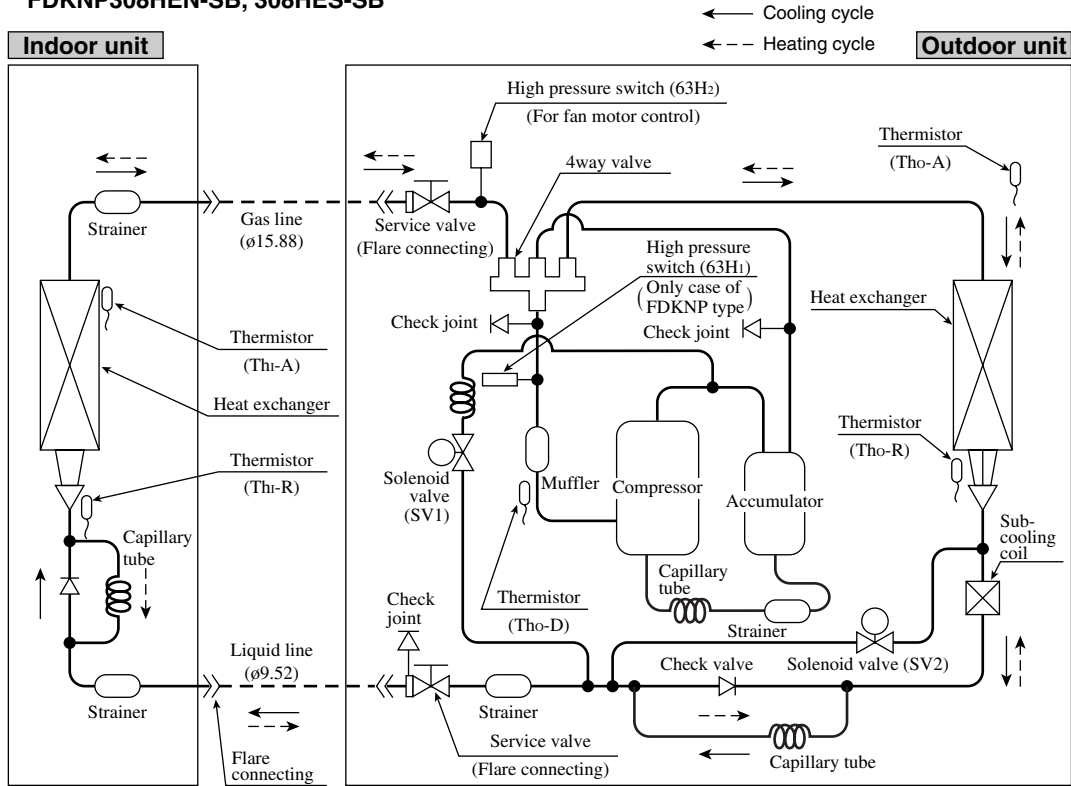 FDKNP308HEN-SB, 308HES-SB
Cooling cycle
Heating cycle
Indoor unit
Outdoor unit
High pressure switch (63H2)
(For fan motor control)
4way valve
Thermistor
(Tho-A)
Strainer
Gas line
(ø15.88)
Service valve
(Flare connecting)
High pressure
switch (63H1)
(Only case of
FDKNP type)
Check joint
Check joint
Heat exchanger
Thermistor
(ThI-A)
Heat exchanger
Thermistor
(ThI-R)
Thermistor
(Tho-R)
Solenoid
valve
(SV1)
Muffler
Compressor
Accumulator
Sub-
cooling
coil
Capillary
tube
Capillary
tube
Check
joint
Thermistor
(Tho-D)
Strainer
Liquid line
(ø9.52)
Check valve
Solenoid valve (SV2)
Strainer
Strainer
Service valve
(Flare connecting)
Capillary tube
Flare
connecting